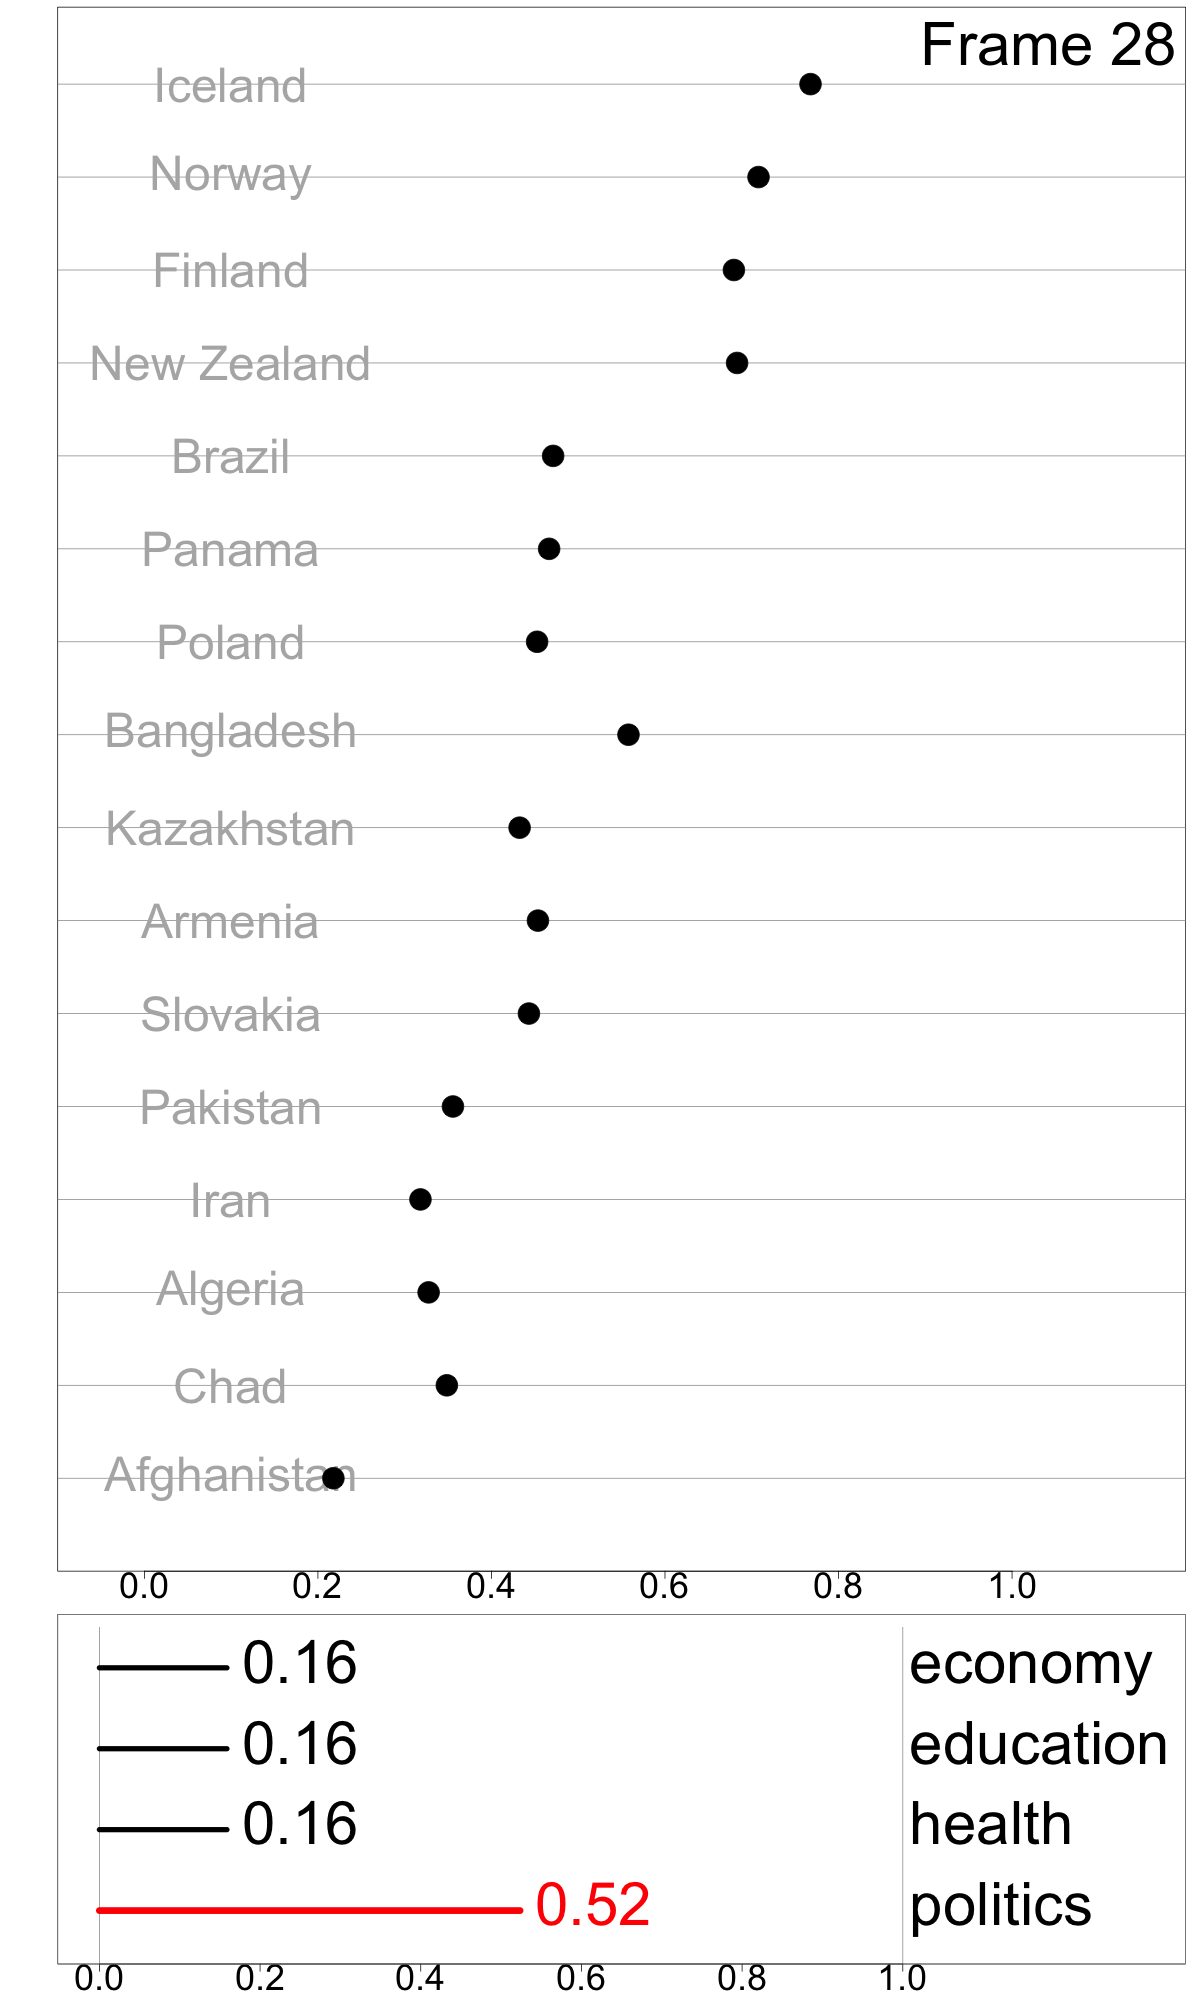 Frame 28
Iceland
Norway
Finland
New Zealand
Brazil
Panama
Poland
Bangladesh
Kazakhstan
Armenia
Slovakia
Pakistan
Iran
Algeria
Chad
Afghanistan
0.0 0.2 0.4 0.6 0.8 1.0
0.16 economy
0.16 education
0.16 health
0.52 politics
0.0 0.2 0.4 0.6 0.8 1.0